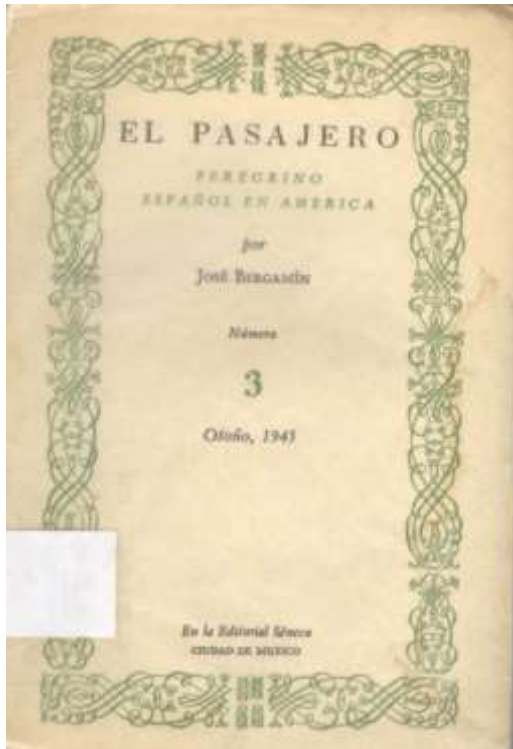 EL PASAJERO
PEREGRINO
ESPAÑOL EN AMERICA
por
José Bergamín
Número
3
Otoño, 1943
En la Editorial Séneca
CIUDAD DE MEXICO